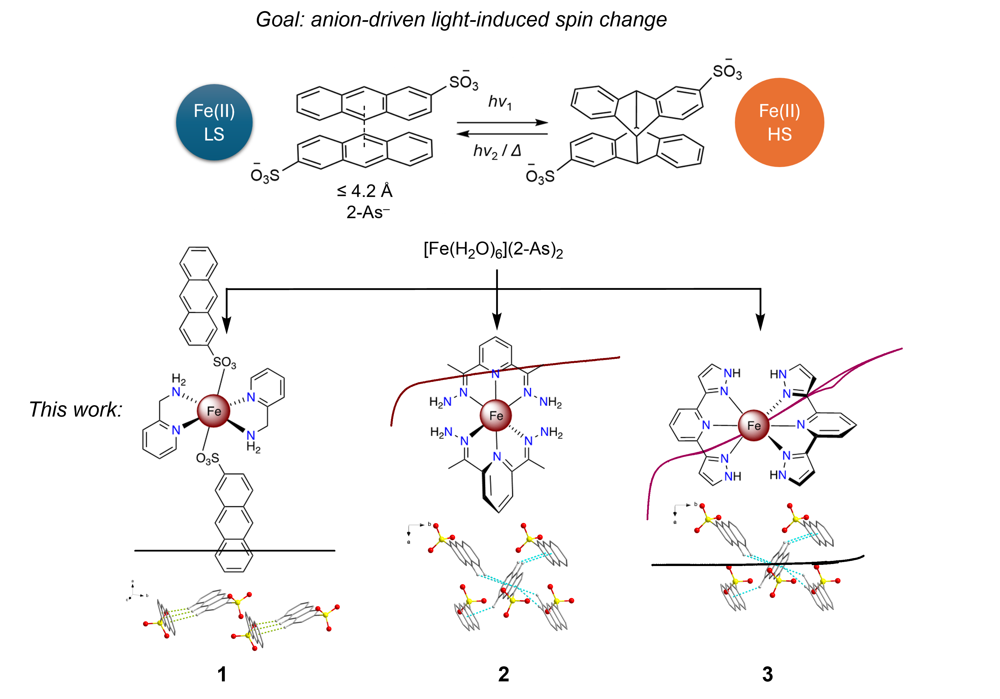 Goal: anion-driven light-induced spin change
Fe(II)
LS
SO₃⁻
⁻O₃S
≤ 4.2 Å
2-As⁻
hν₁
hν₂ / Δ
SO₃⁻
⁻O₃S
Fe(II)
HS
[Fe(H₂O)₆](2-As)₂
This work:
SO₃
H₂
N
N
Fe
N
N
H₂
O₃S
N
N
N
H₂N
N
NH₂
Fe
H₂N
N
N
NH₂
N
N
NH
HN
N
N
N
Fe
N
N
N
NH
HN
N
a
b
c
b
a
b
a
1
2
3